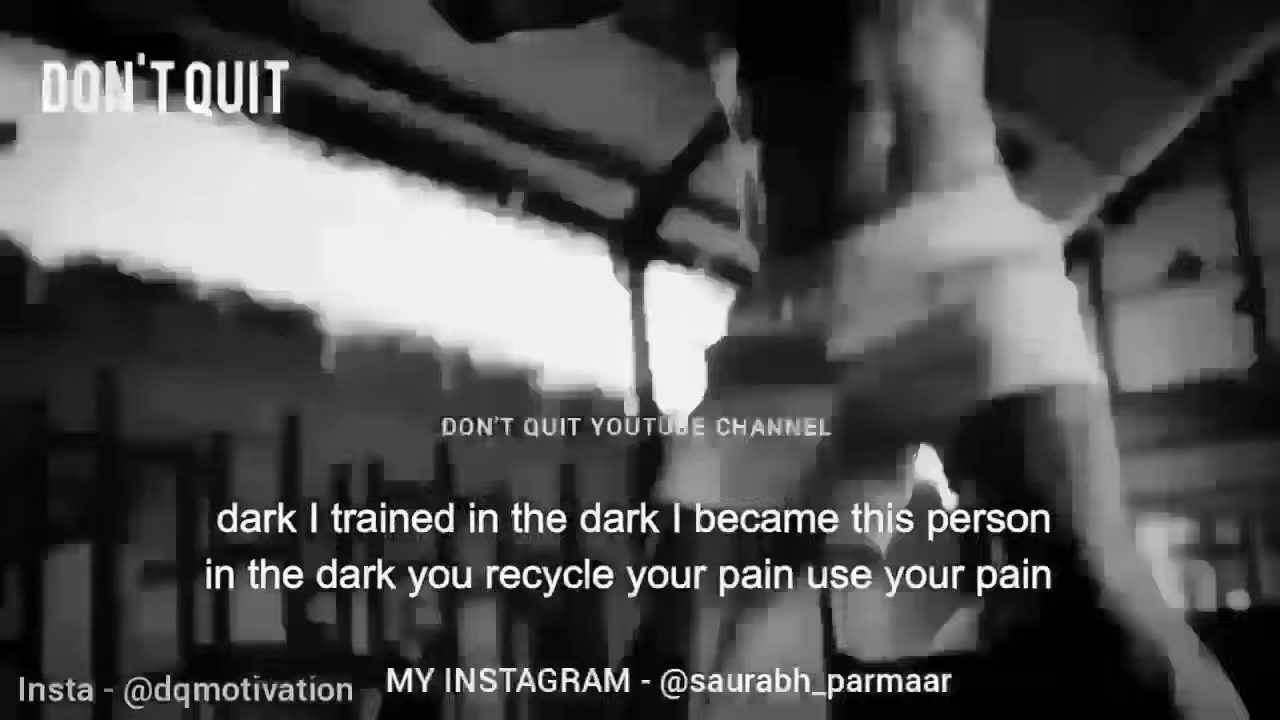 DON'T QUIT
DON'T QUIT YOUTUBE CHANNEL
dark I trained in the dark I became this person
in the dark you recycle your pain use your pain
Insta - @dqmotivation
MY INSTAGRAM - @saurabh_parmaar